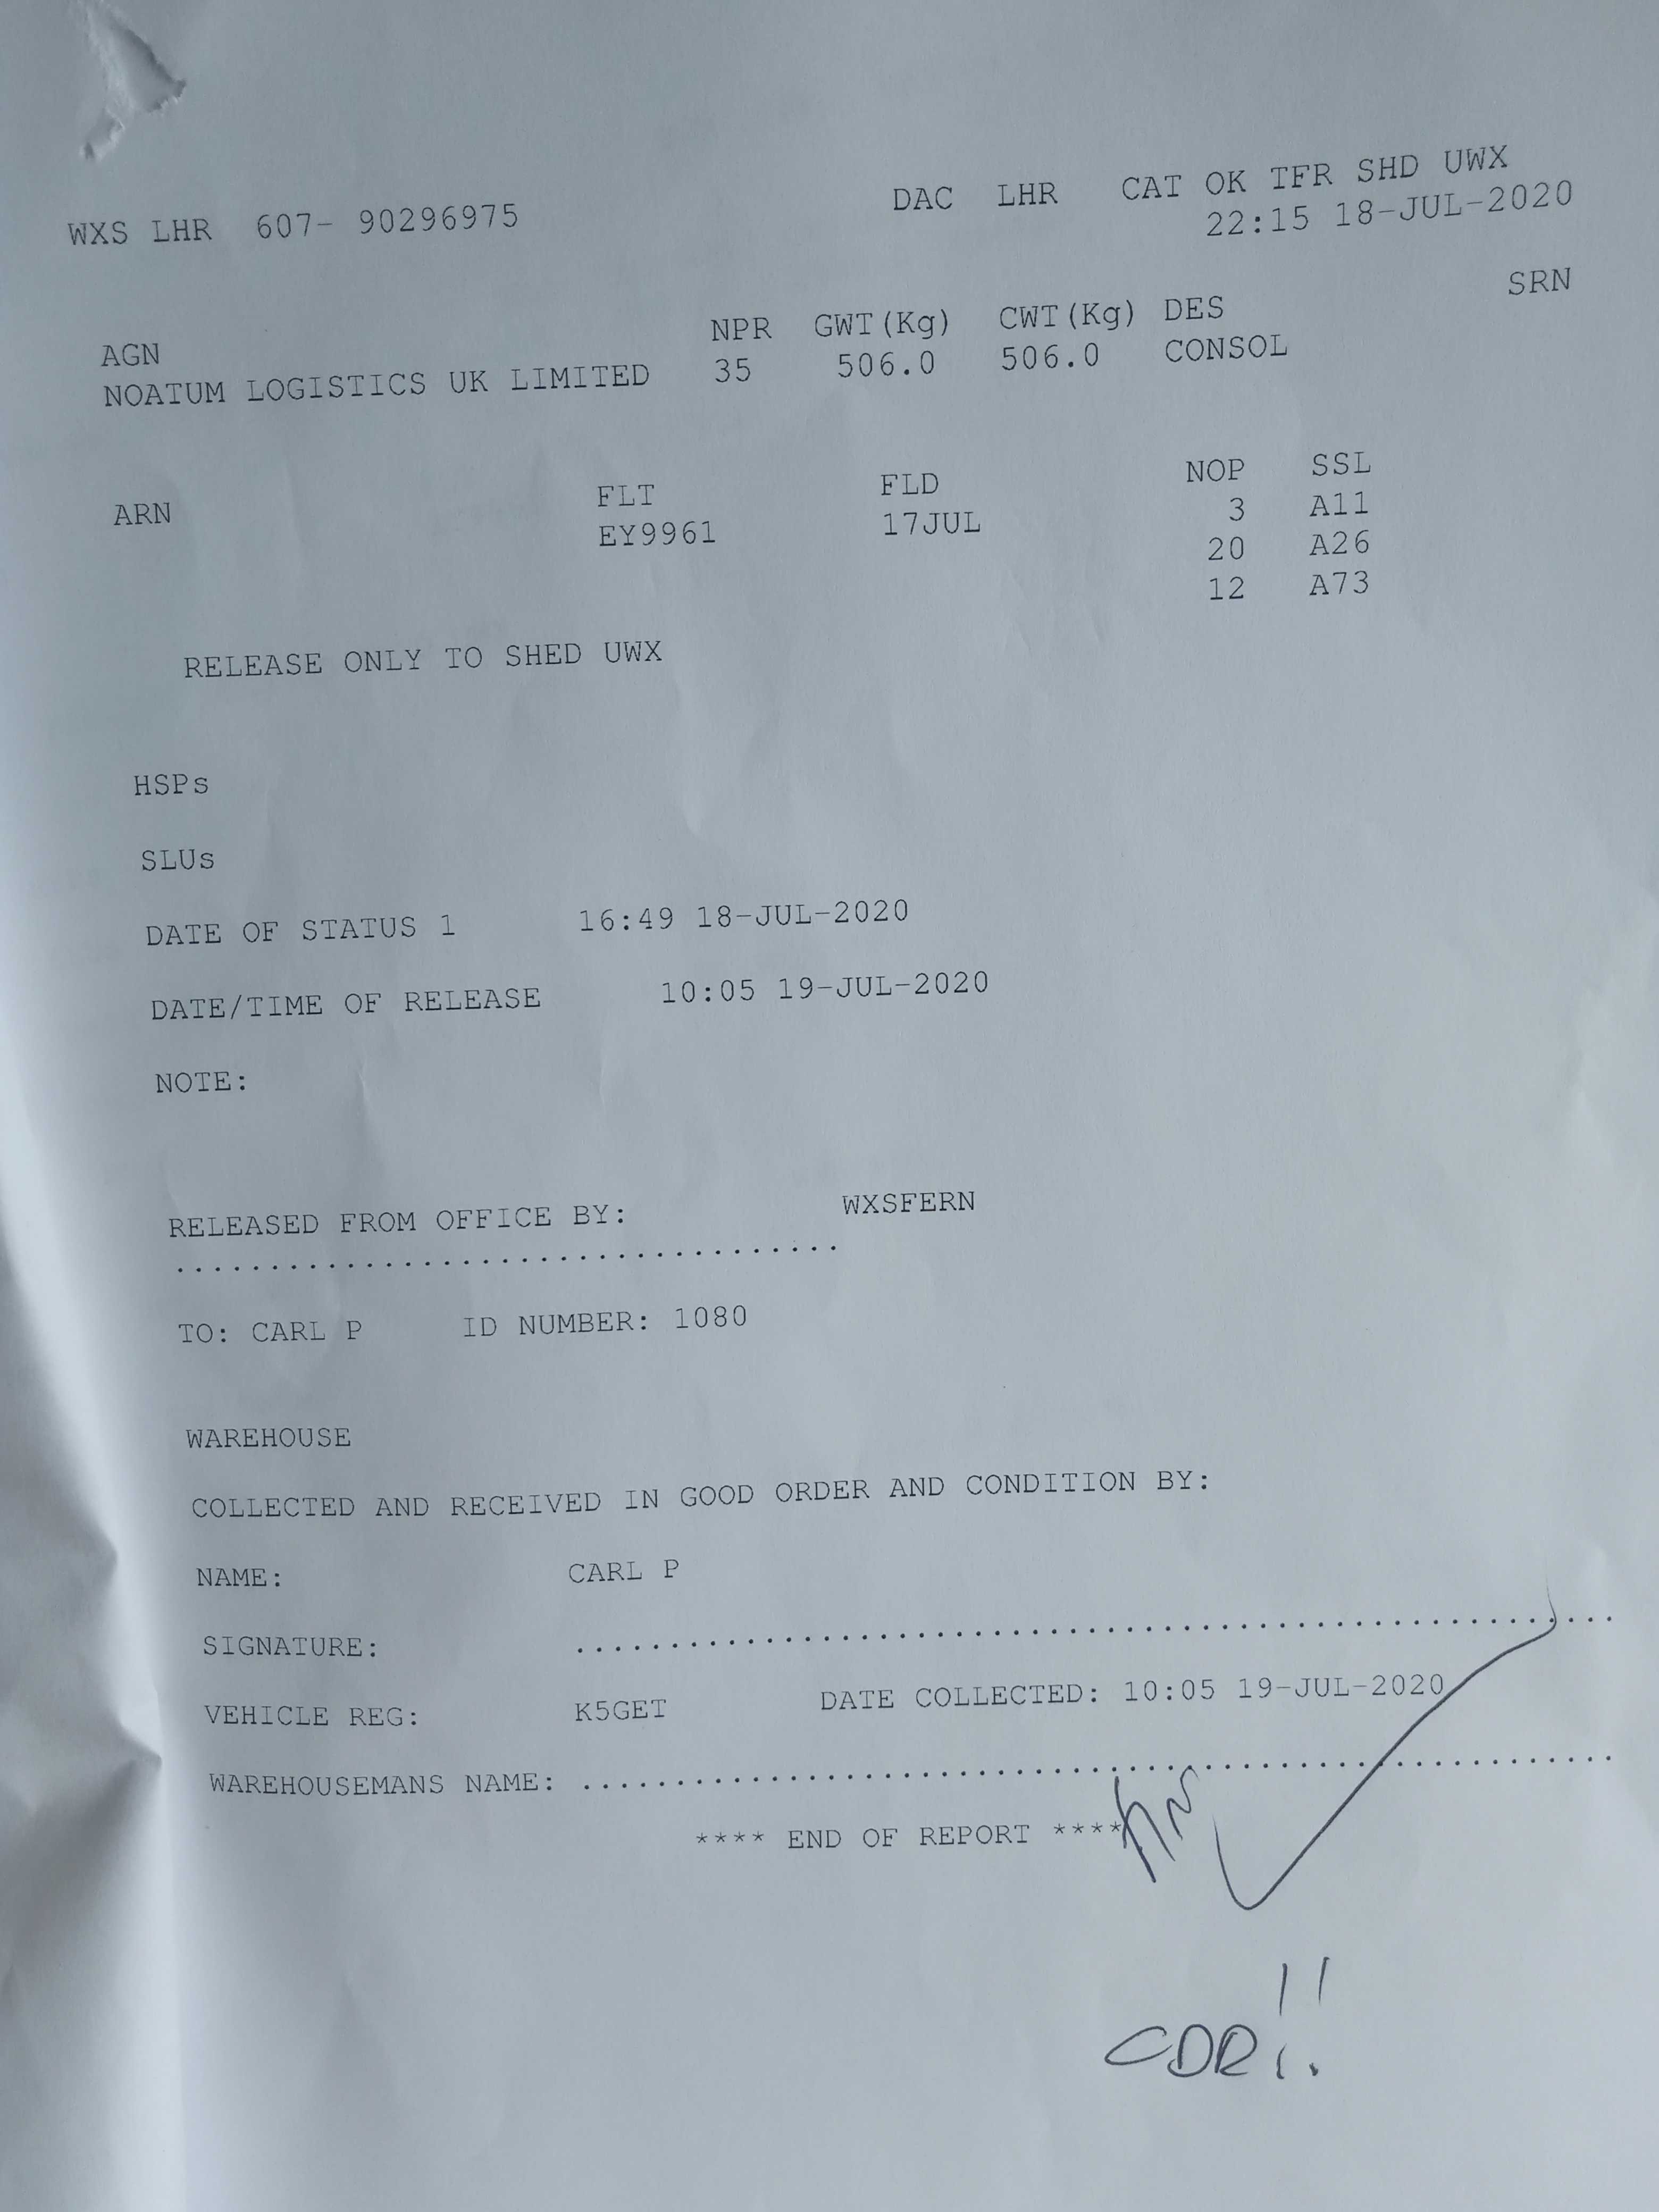 DAC LHR CAT OK TFR SHD UWX
WXS LHR 607- 90296975 22:15 18-JUL-2020
SRN
AGN NPR GWT(Kg) CWT(Kg) DES
NOATUM LOGISTICS UK LIMITED 35 506.0 506.0 CONSOL
ARN FLT FLD NOP SSL
EY9961 17JUL 3 A11
20 A26
12 A73
RELEASE ONLY TO SHED UWX
HSPs
SLUs
DATE OF STATUS 1 16:49 18-JUL-2020
DATE/TIME OF RELEASE 10:05 19-JUL-2020
NOTE:
RELEASED FROM OFFICE BY: WXSFERN
...................................
TO: CARL P ID NUMBER: 1080
WAREHOUSE
COLLECTED AND RECEIVED IN GOOD ORDER AND CONDITION BY:
NAME: CARL P
SIGNATURE: .......................................................
VEHICLE REG: K5GET DATE COLLECTED: 10:05 19-JUL-2020
WAREHOUSEMANS NAME: .......................................................
**** END OF REPORT ****
CDR!!